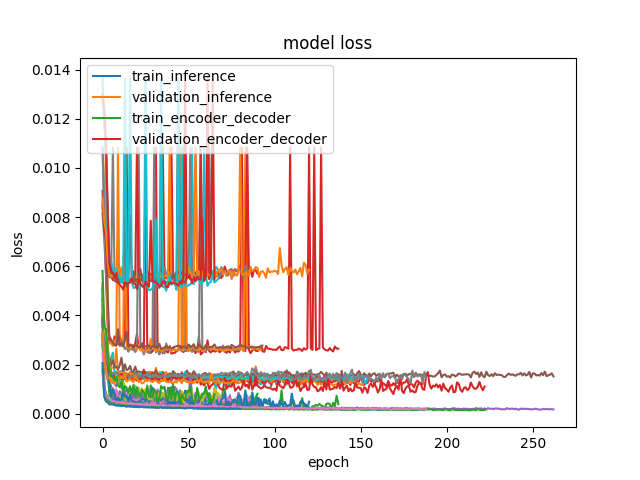 model loss
train_inference
validation_inference
train_encoder_decoder
validation_encoder_decoder
0.014
0.012
0.010
0.008
0.006
0.004
0.002
0.000
loss
0 50 100 150 200 250
epoch